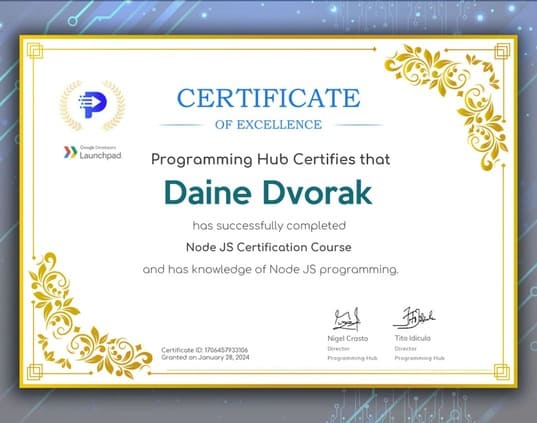 CERTIFICATE
OF EXCELLENCE
Google Developers
Launchpad
Programming Hub Certifies that
Daine Dvorak
has successfully completed
Node JS Certification Course
and has knowledge of Node JS programming.
Nigel Crasto
Director
Programming Hub
Tito Idicula
Director
Programming Hub
Certificate ID: 1706457933106
Granted on January 28, 2024